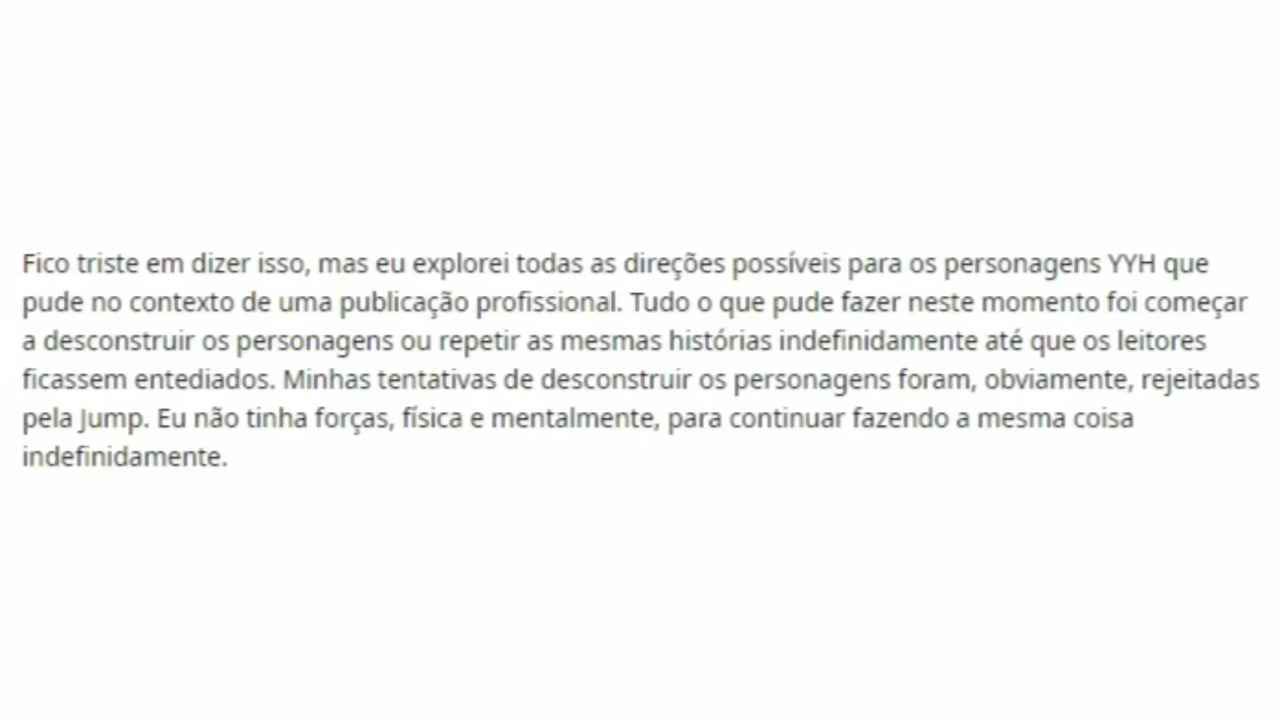 Fico triste em dizer isso, mas eu explorei todas as direções possíveis para os personagens YYH que
pude no contexto de uma publicação profissional. Tudo o que pude fazer neste momento foi começar
a desconstruir os personagens ou repetir as mesmas histórias indefinidamente até que os leitores
ficassem entediados. Minhas tentativas de desconstruir os personagens foram, obviamente, rejeitadas
pela Jump. Eu não tinha forças, física e mentalmente, para continuar fazendo a mesma coisa
indefinidamente.